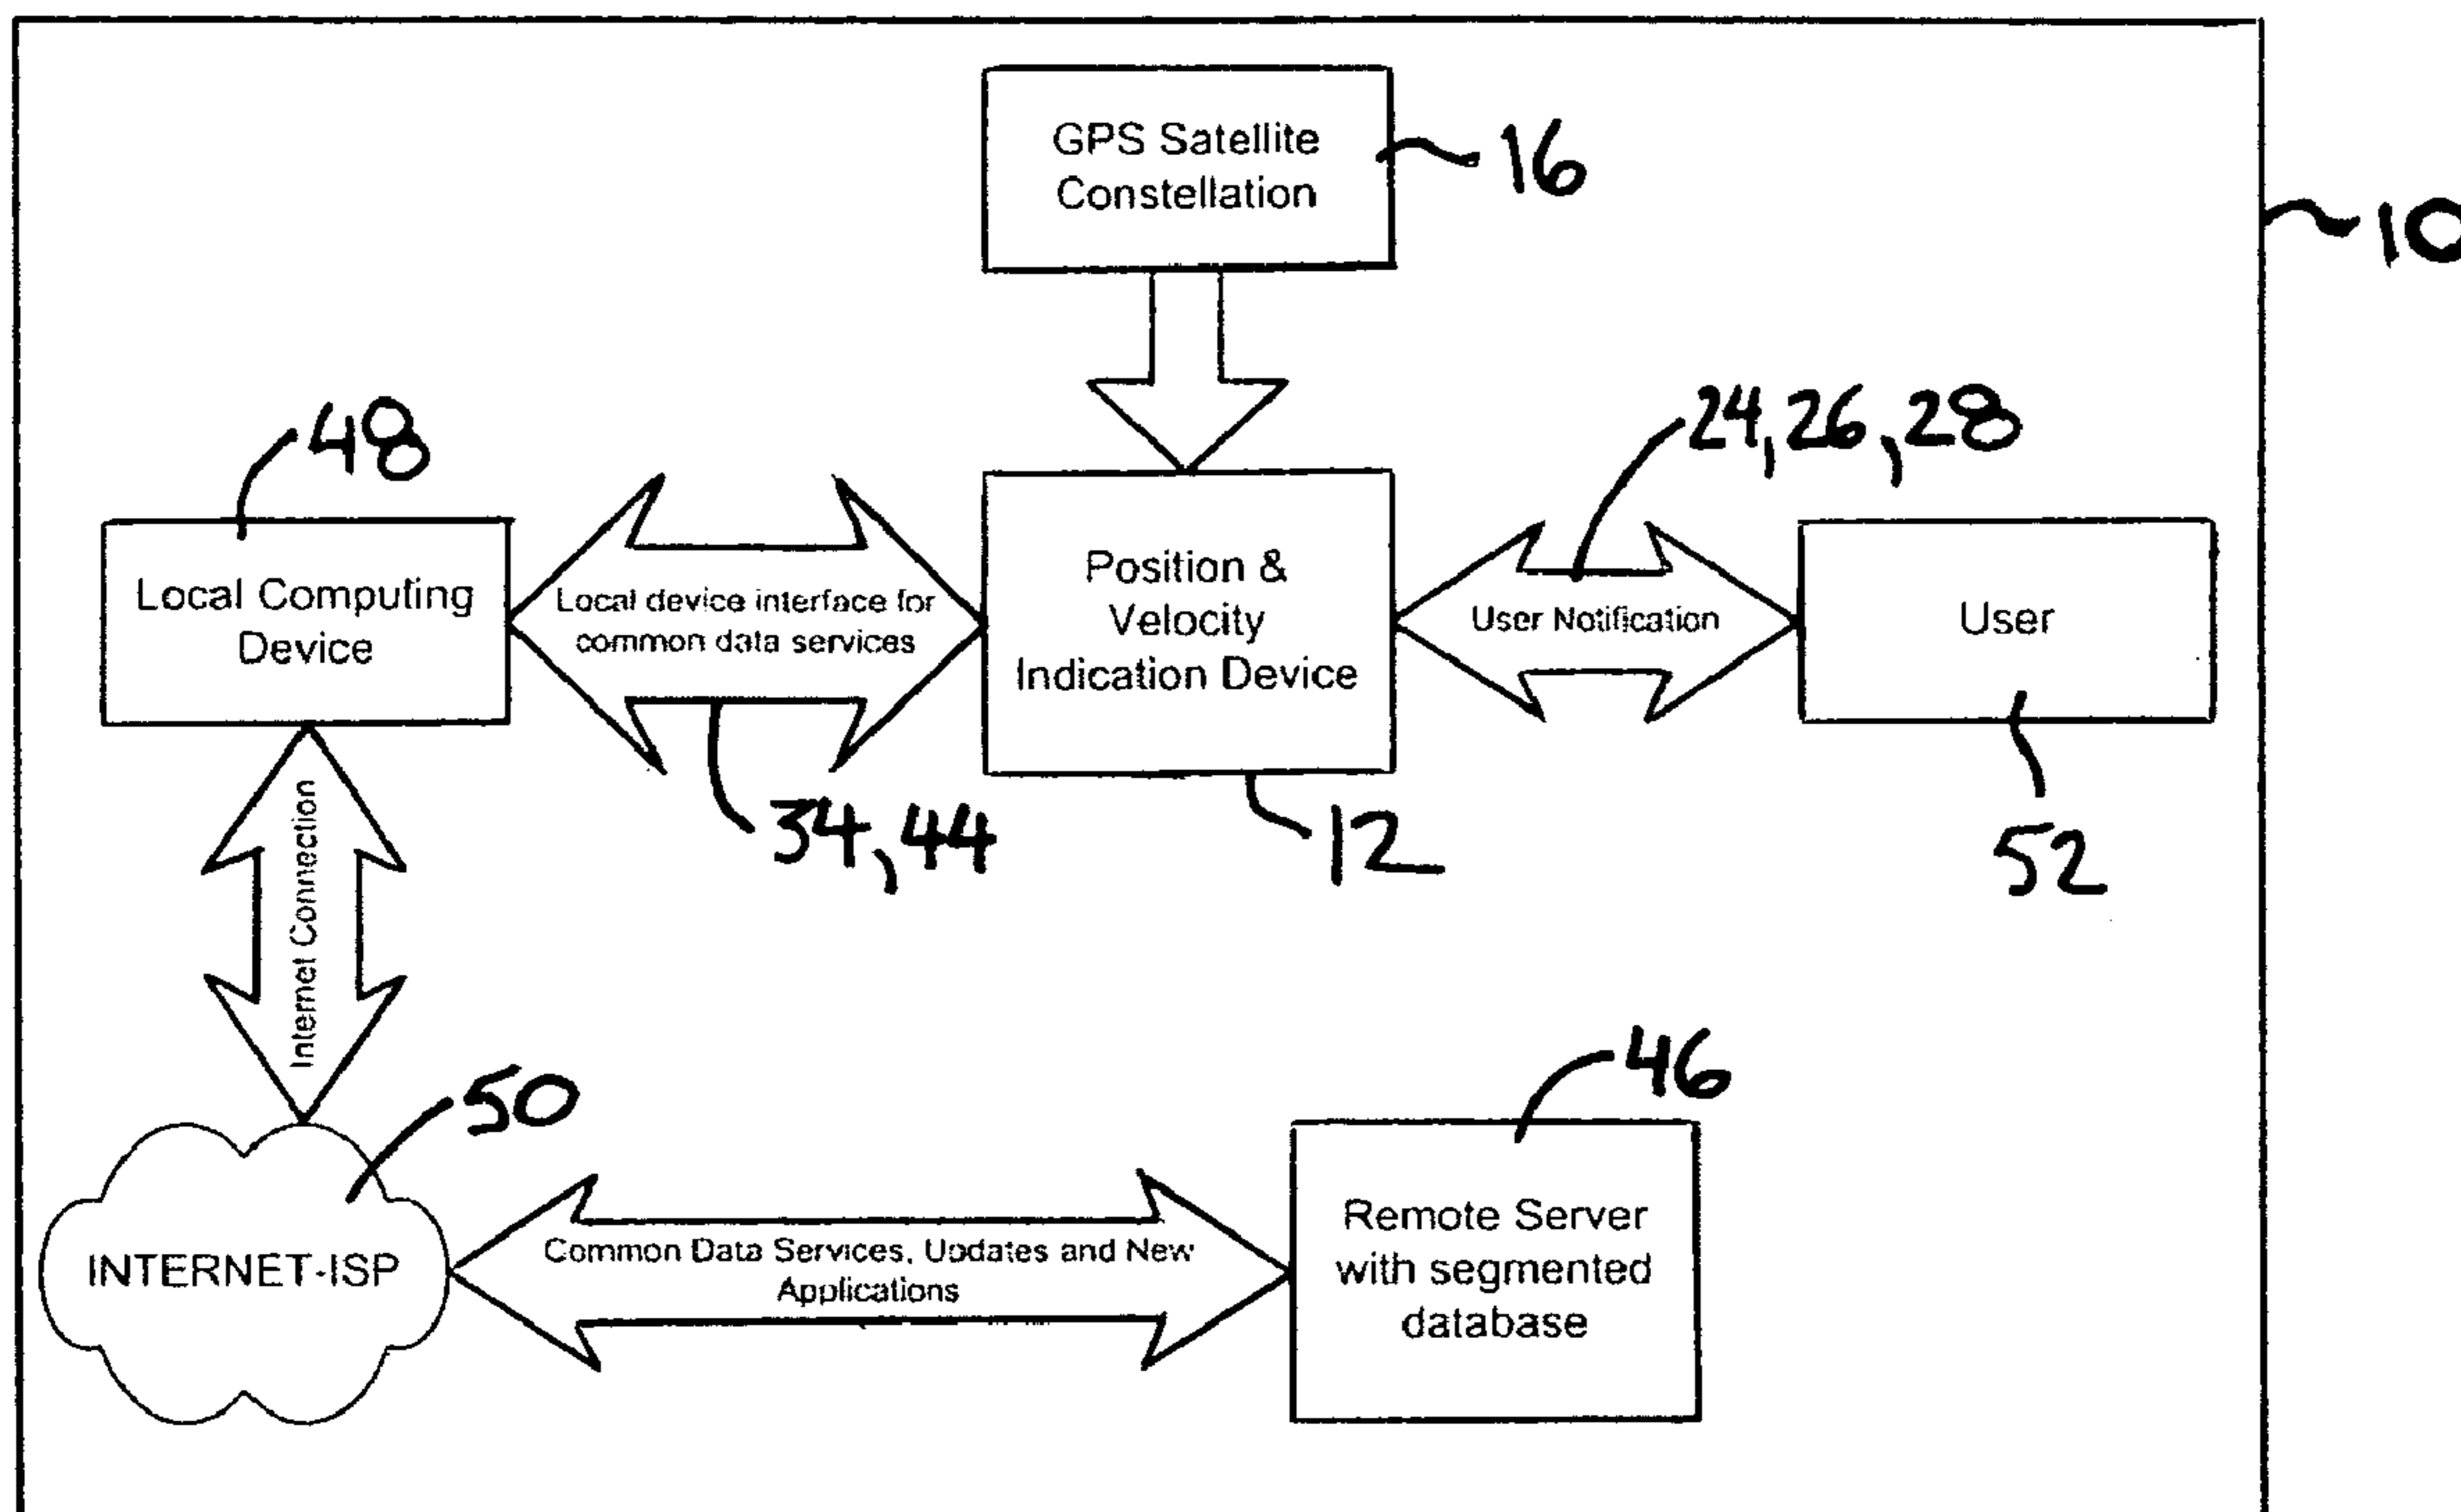 GPS Satellite
Constellation
16
10
48
24, 26, 28
Local Computing
Device
Local device interface for
common data services
Position &
Velocity
Indication Device
User Notification
User
34, 44
12
52
Internet Connection
50
46
INTERNET-ISP
Common Data Services, Updates and New
Applications
Remote Server
with segmented
database